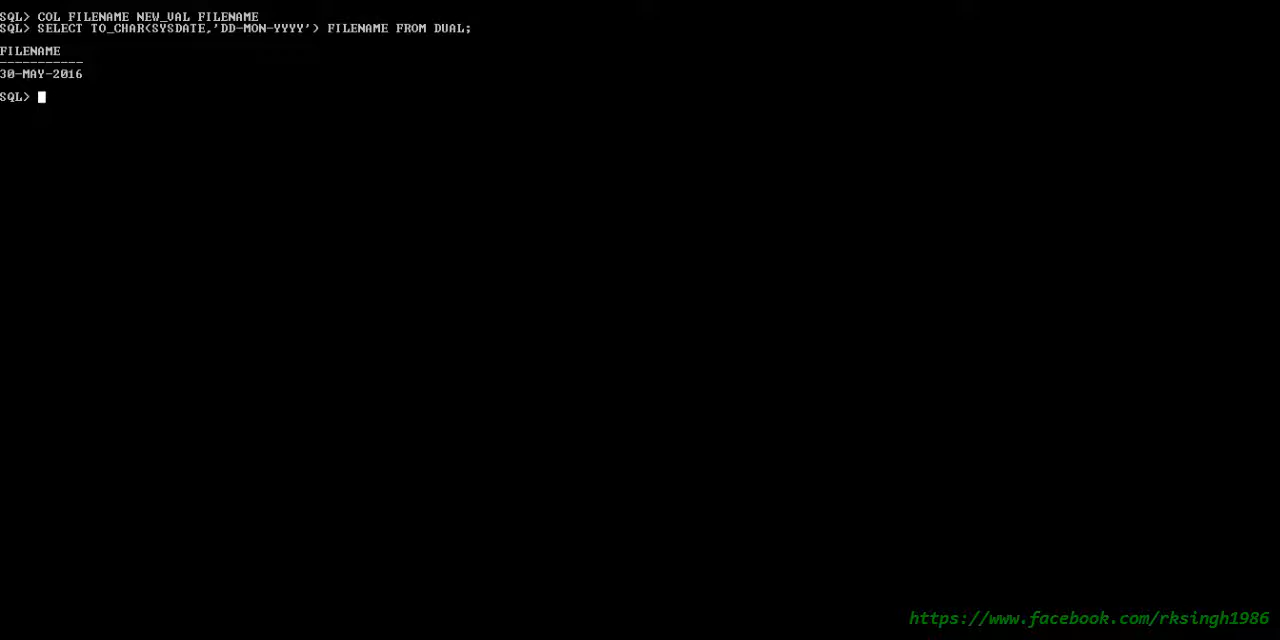 SQL> COL FILENAME NEW_VAL FILENAME
SQL> SELECT TO_CHAR(SYSDATE,'DD-MON-YYYY') FILENAME FROM DUAL;
FILENAME
-----------
30-MAY-2016
SQL>
https://www.facebook.com/rksingh1986